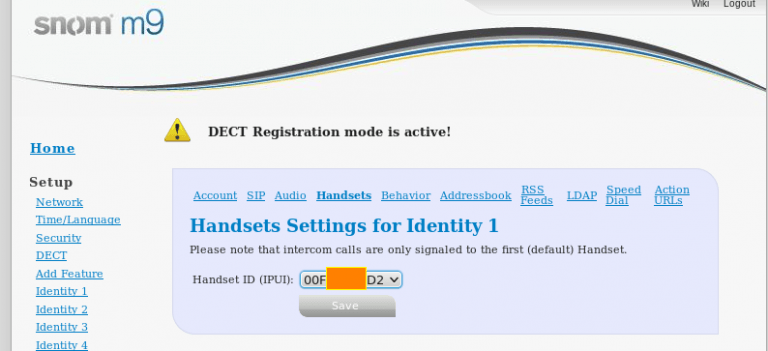 Wiki Logout
snom m9
DECT Registration mode is active!
Home
Setup
Network
Time/Language
Security
DECT
Add Feature
Identity 1
Identity 2
Identity 3
Identity 4
Account SIP Audio Handsets Behavior Addressbook RSS Feeds LDAP Speed Dial Action URLs
Handsets Settings for Identity 1
Please note that intercom calls are only signaled to the first (default) Handset.
Handset ID (IPUI): 00F D2
Save